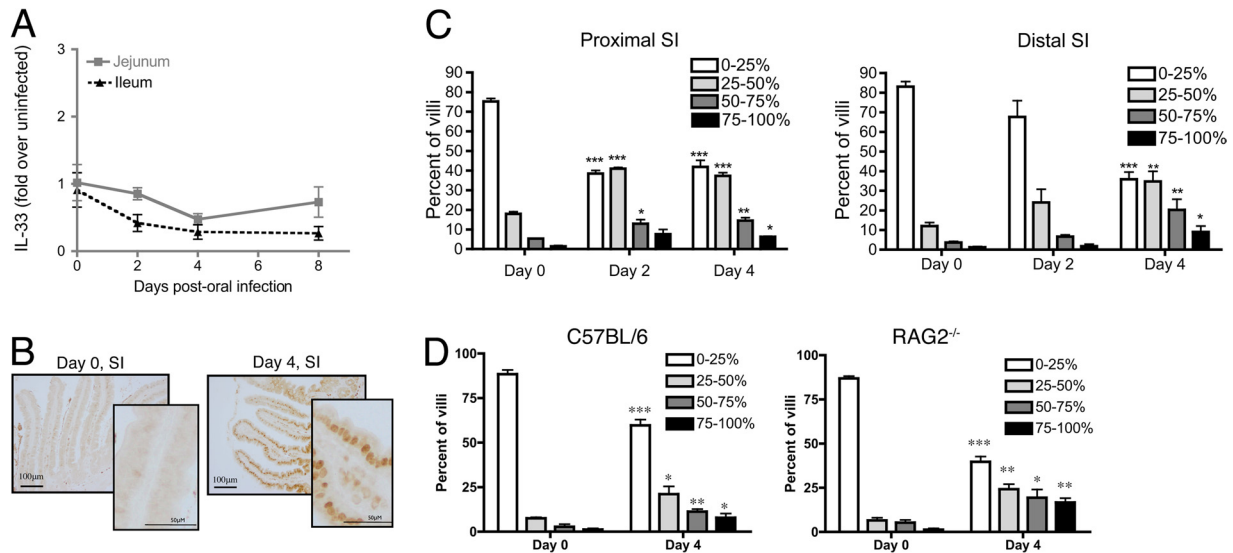 A
IL-33 (fold over uninfected)
3
2
1
0
Jejunum
Ileum
0 2 4 6 8
Days post-oral infection
B
Day 0, SI
100µm
50µM
Day 4, SI
100µm
50µM
C
Proximal SI
Percent of villi
90
80
70
60
50
40
30
20
10
0
0-25%
25-50%
50-75%
75-100%
*** ***
*
*** ***
**
*
Day 0 Day 2 Day 4
Distal SI
Percent of villi
90
80
70
60
50
40
30
20
10
0
0-25%
25-50%
50-75%
75-100%
*** **
**
*
Day 0 Day 2 Day 4
D
C57BL/6
Percent of villi
100
75
50
25
0
0-25%
25-50%
50-75%
75-100%
***
*
**
*
Day 0 Day 4
RAG2-/-
Percent of villi
100
75
50
25
0
0-25%
25-50%
50-75%
75-100%
***
**
*
**
Day 0 Day 4